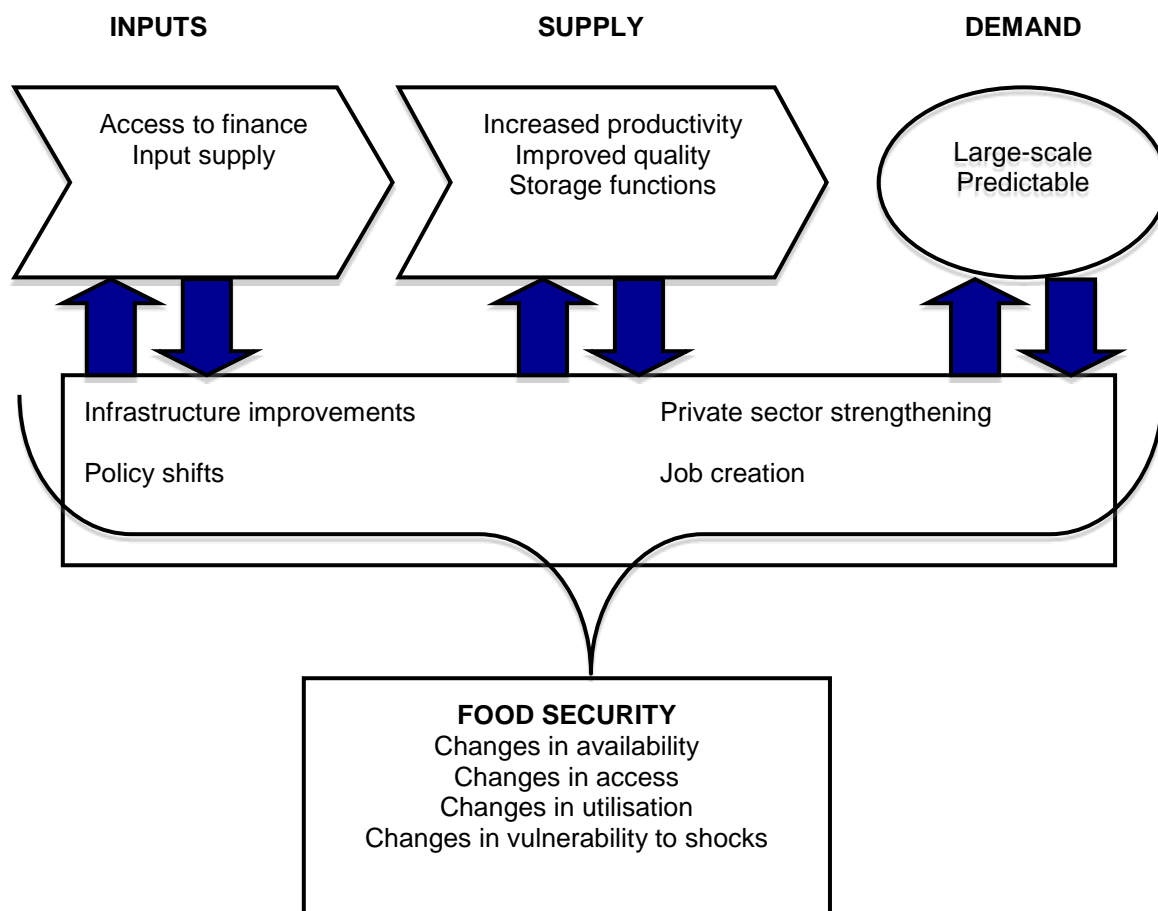 INPUTS
SUPPLY
DEMAND
Access to finance
Input supply
Increased productivity
Improved quality
Storage functions
Large-scale
Predictable
Infrastructure improvements
Private sector strengthening
Policy shifts
Job creation
FOOD SECURITY
Changes in availability
Changes in access
Changes in utilisation
Changes in vulnerability to shocks